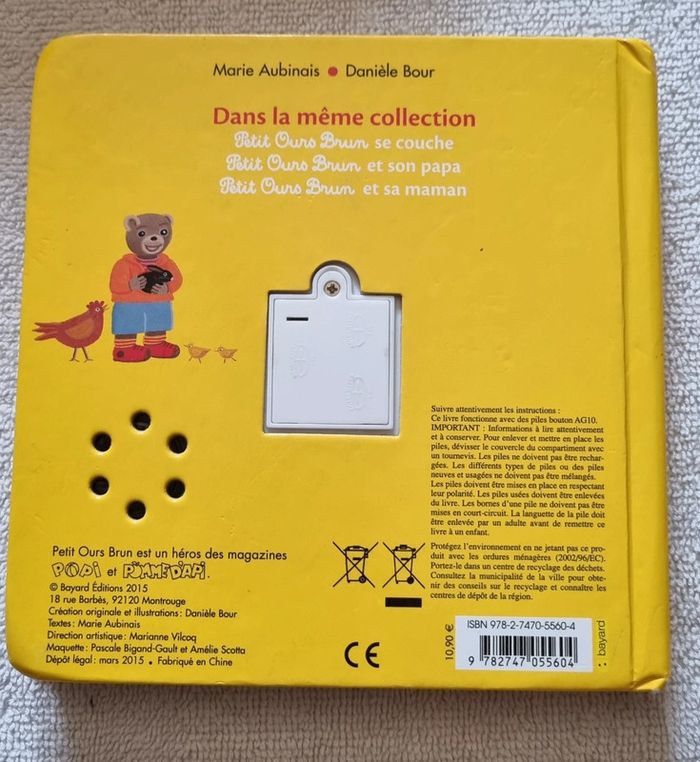 Marie Aubinais • Danièle Bour
Dans la même collection
Petit Ours Brun se couche
Petit Ours Brun et son papa
Petit Ours Brun et sa maman
Suivre attentivement les instructions :
Ce livre fonctionne avec des piles bouton AG10.
IMPORTANT : Informations à lire attentivement
et à conserver. Pour enlever et mettre en place les
piles, dévisser le couvercle du compartiment avec
un tournevis. Les piles ne doivent pas être rechar-
gées. Les différents types de piles ou des piles
neuves et usagées ne doivent pas être mélangés.
Les piles doivent être mises en place en respectant
leur polarité. Les piles usées doivent être enlevées
du livre. Les bornes d'une pile ne doivent pas être
mises en court-circuit. La languette de la pile doit
être enlevée par un adulte avant de remettre ce
livre à un enfant.
Protégez l'environnement en ne jetant pas ce pro-
duit avec les ordures ménagères (2002/96/EC).
Portez-le dans un centre de recyclage des déchets.
Consultez la municipalité de la ville pour obte-
nir des conseils sur le recyclage et connaître les
centres de dépôt de la région.
Petit Ours Brun est un héros des magazines
POPI et POMME D'API.
© Bayard Éditions 2015
18 rue Barbès, 92120 Montrouge
Création originale et illustrations : Danièle Bour
Textes : Marie Aubinais
Direction artistique : Marianne Vilcoq
Maquette : Pascale Bigand-Gault et Amélie Scotta
Dépôt légal : mars 2015 • Fabriqué en Chine
CE
10,90 €
ISBN 978-2-7470-5560-4
9 782747 055604
bayard